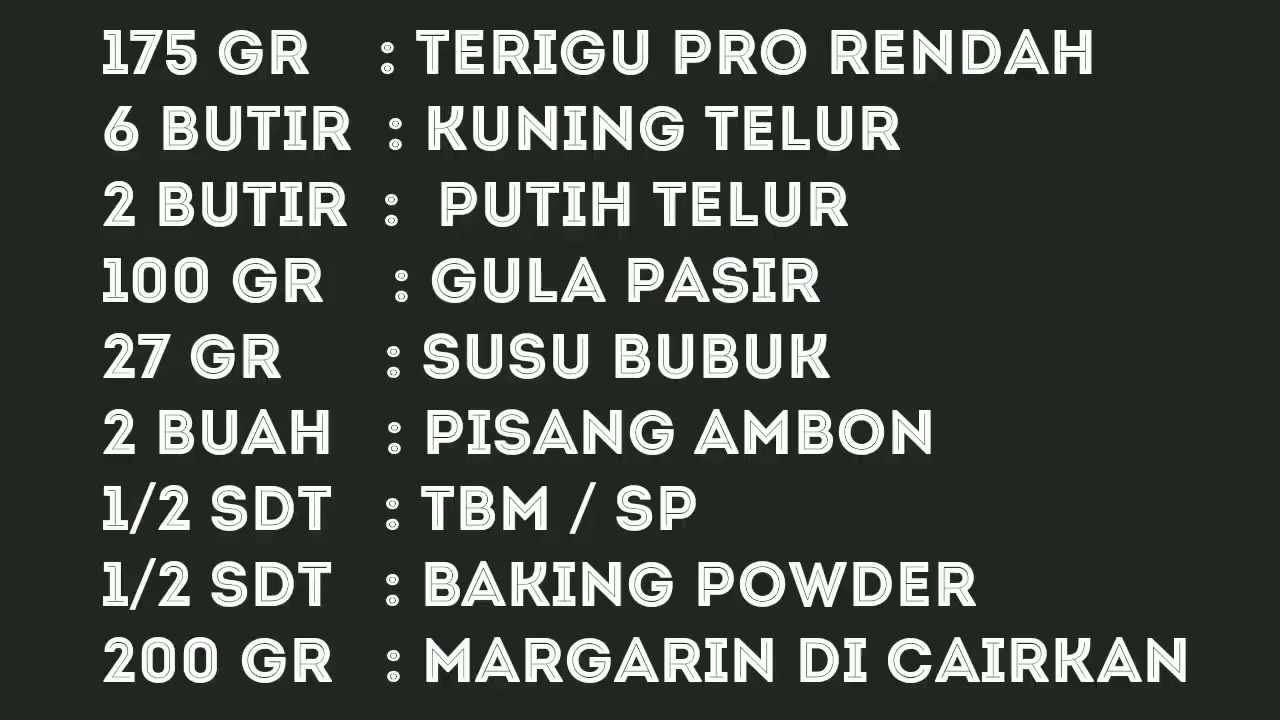 175 GR : TERIGU PRO RENDAH
6 BUTIR : KUNING TELUR
2 BUTIR : PUTIH TELUR
100 GR : GULA PASIR
27 GR : SUSU BUBUK
2 BUAH : PISANG AMBON
1/2 SDT : TBM / SP
1/2 SDT : BAKING POWDER
200 GR : MARGARIN DI CAIRKAN